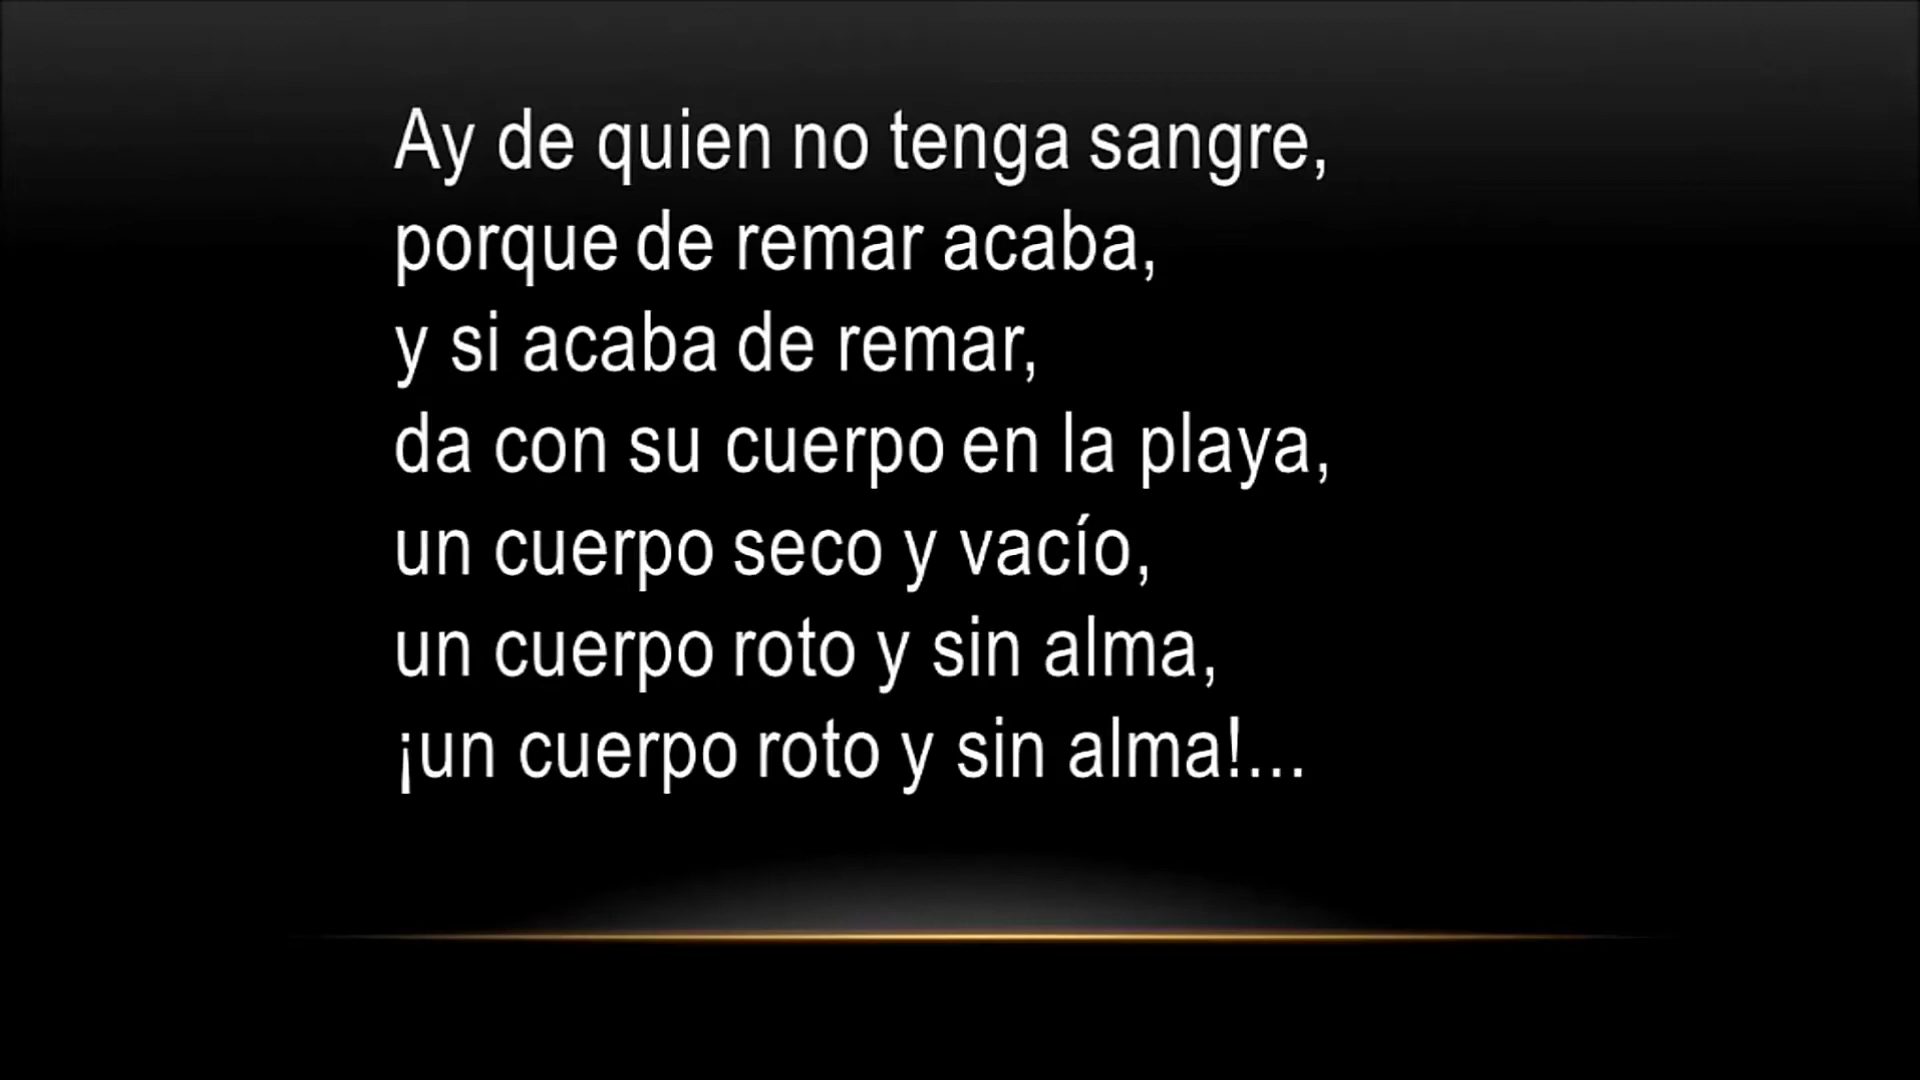 Ay de quien no tenga sangre,
porque de remar acaba,
y si acaba de remar,
da con su cuerpo en la playa,
un cuerpo seco y vacío,
un cuerpo roto y sin alma,
¡un cuerpo roto y sin alma!...